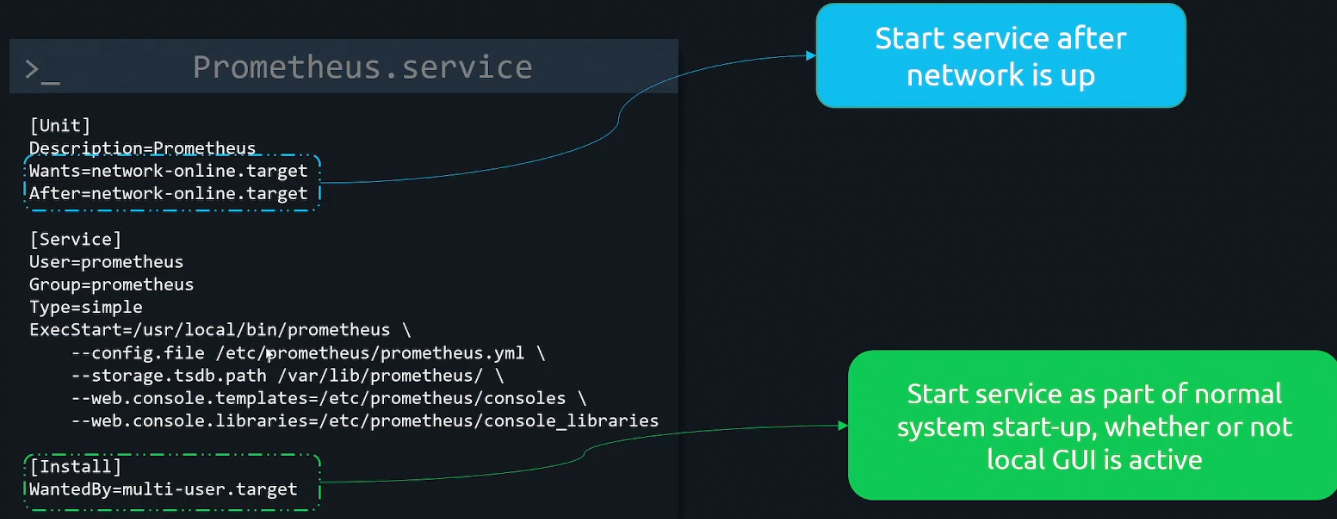 >_ Prometheus.service
Start service after
network is up
[Unit]
Description=Prometheus
Wants=network-online.target
After=network-online.target
[Service]
User=prometheus
Group=prometheus
Type=simple
ExecStart=/usr/local/bin/prometheus \
--config.file /etc/prometheus/prometheus.yml \
--storage.tsdb.path /var/lib/prometheus/ \
--web.console.templates=/etc/prometheus/consoles \
--web.console.libraries=/etc/prometheus/console_libraries
[Install]
WantedBy=multi-user.target
Start service as part of normal
system start-up, whether or not
local GUI is active